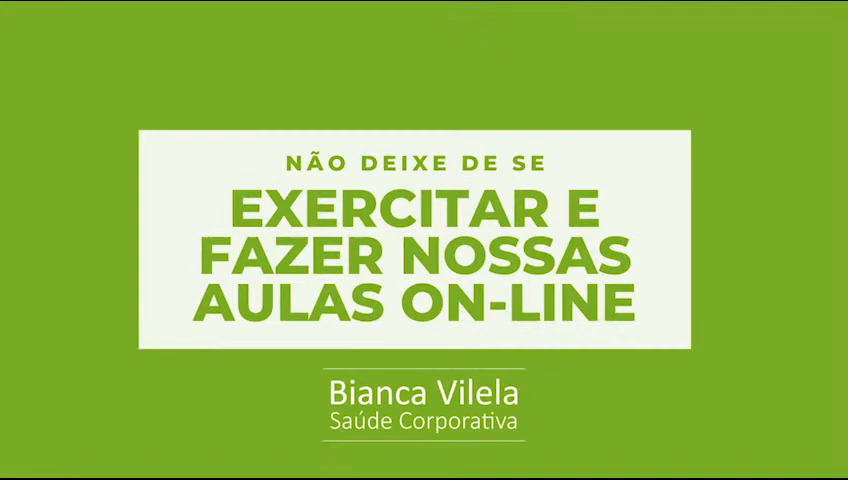 NÃO DEIXE DE SE
EXERCITAR E
FAZER NOSSAS
AULAS ON-LINE
Bianca Vilela
Saúde Corporativa